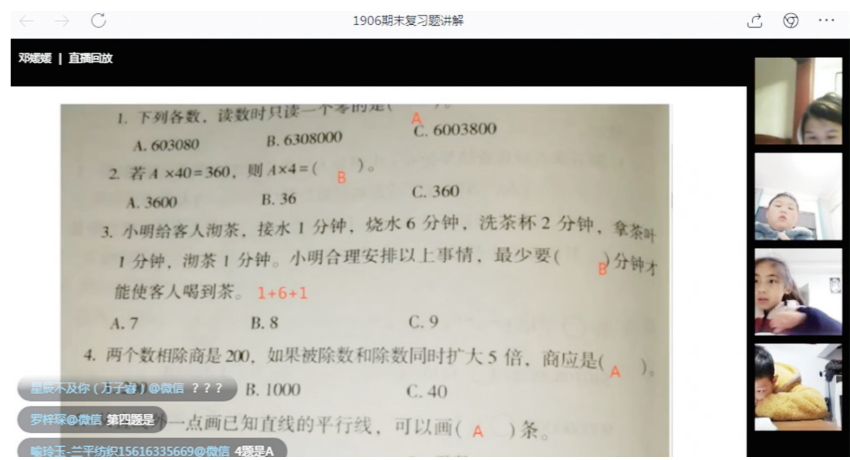 1906期末复习题讲解
邓媛媛 | 直播回放
1. 下列各数，读数时只读一个零的是( A )。
A. 603080 B. 6308000 C. 6003800
2. 若A×40=360，则A×4=( B )。
A. 3600 B. 36 C. 360
3. 小明给客人沏茶，接水1分钟，烧水6分钟，洗茶杯2分钟，拿茶叶
1分钟，沏茶1分钟。小明合理安排以上事情，最少要( B )分钟才
能使客人喝到茶。 1+6+1
A. 7 B. 8 C. 9
4. 两个数相除商是200，如果被除数和除数同时扩大5倍，商应是( A )。
星辰不及你（万子睿）@微信 ？？？
B. 1000 C. 40
罗梓琛@微信 第四题是
一点画已知直线的平行线，可以画( A )条。
喻玲玉-兰平纺织15616335669@微信 4题是A